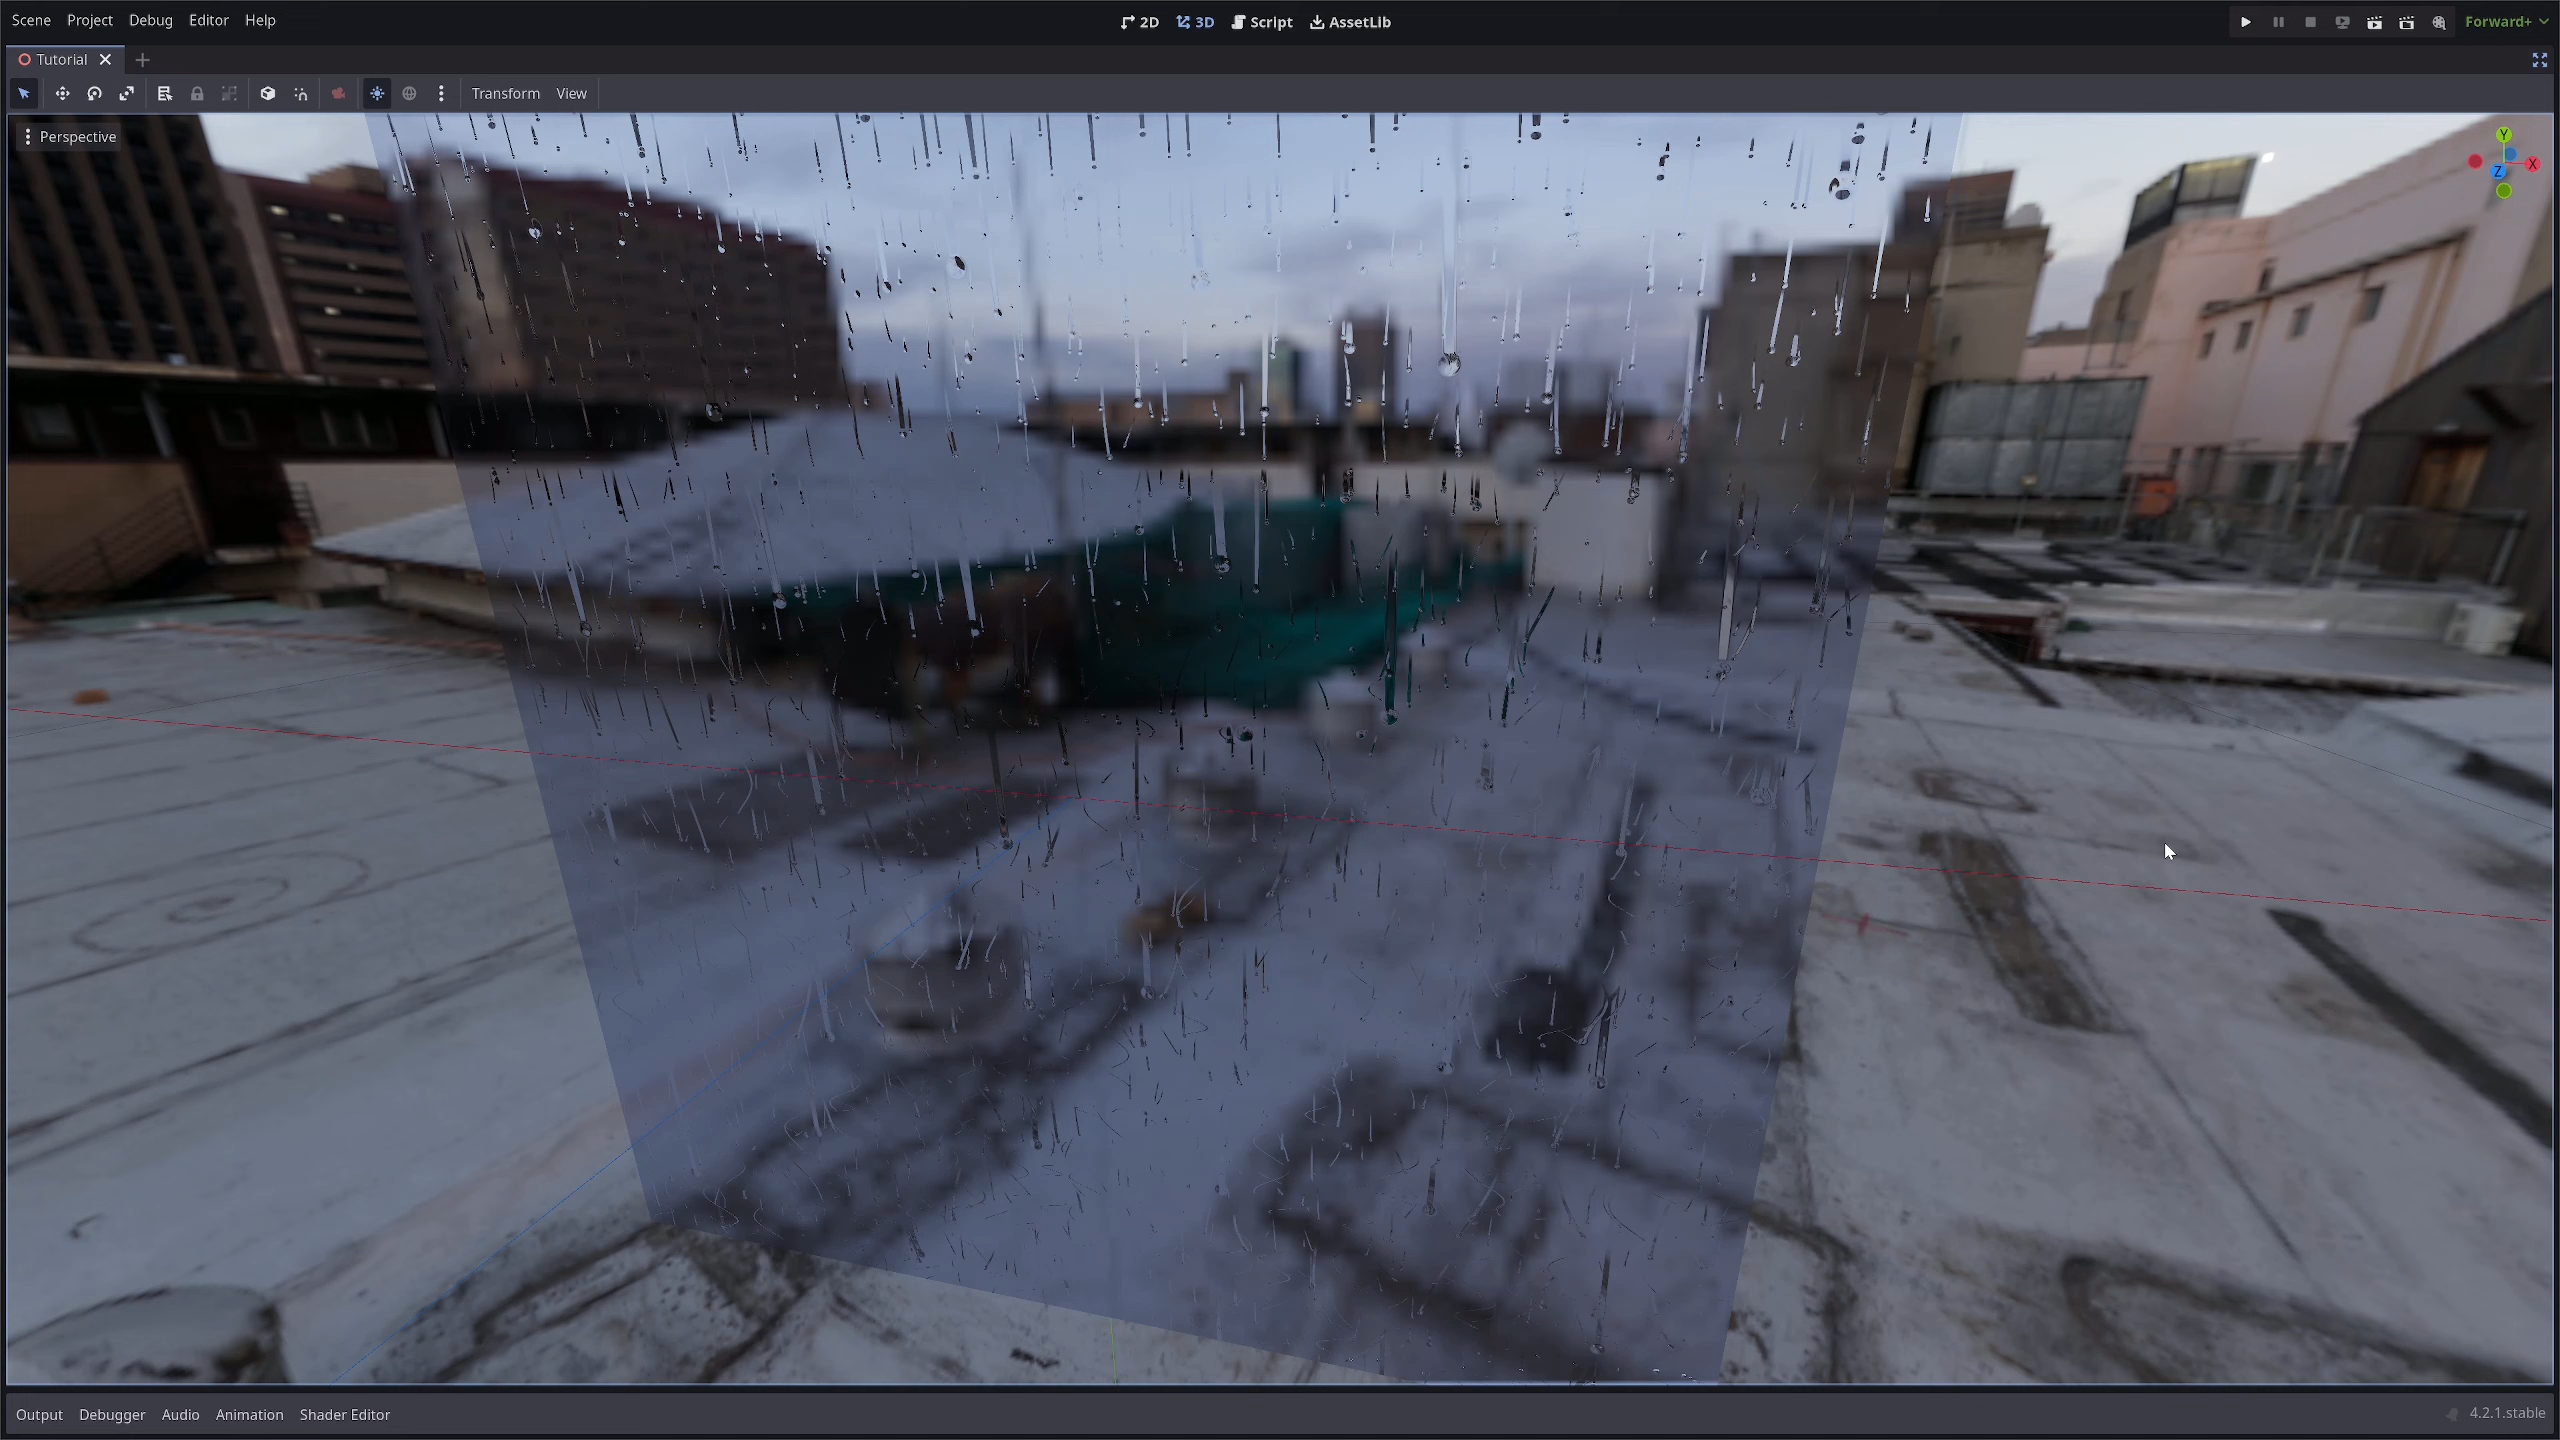 Scene Project Debug Editor Help
2D 3D Script AssetLib
Forward+
Tutorial
Transform View
Perspective
Y
X
Z
Output Debugger Audio Animation Shader Editor
4.2.1.stable